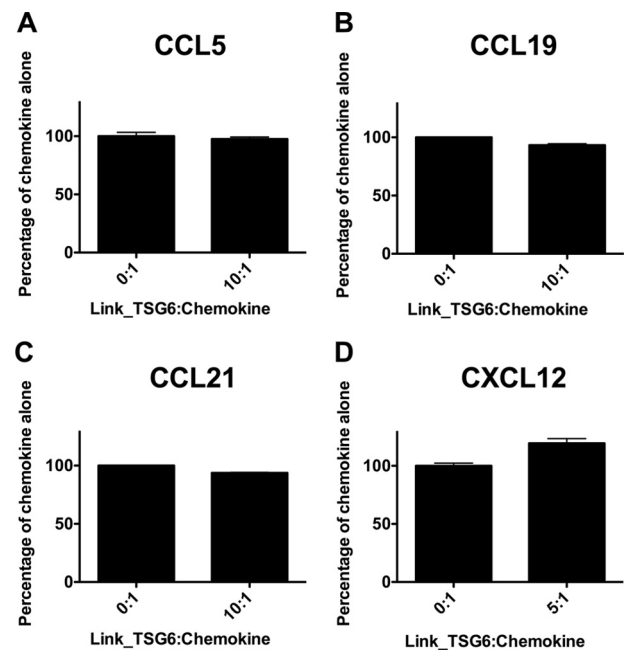 A
CCL5
Percentage of chemokine alone
100
50
0
0:1
10:1
Link_TSG6:Chemokine
B
CCL19
Percentage of chemokine alone
100
50
0
0:1
10:1
Link_TSG6:Chemokine
C
CCL21
Percentage of chemokine alone
100
50
0
0:1
10:1
Link_TSG6:Chemokine
D
CXCL12
Percentage of chemokine alone
100
50
0
0:1
5:1
Link_TSG6:Chemokine